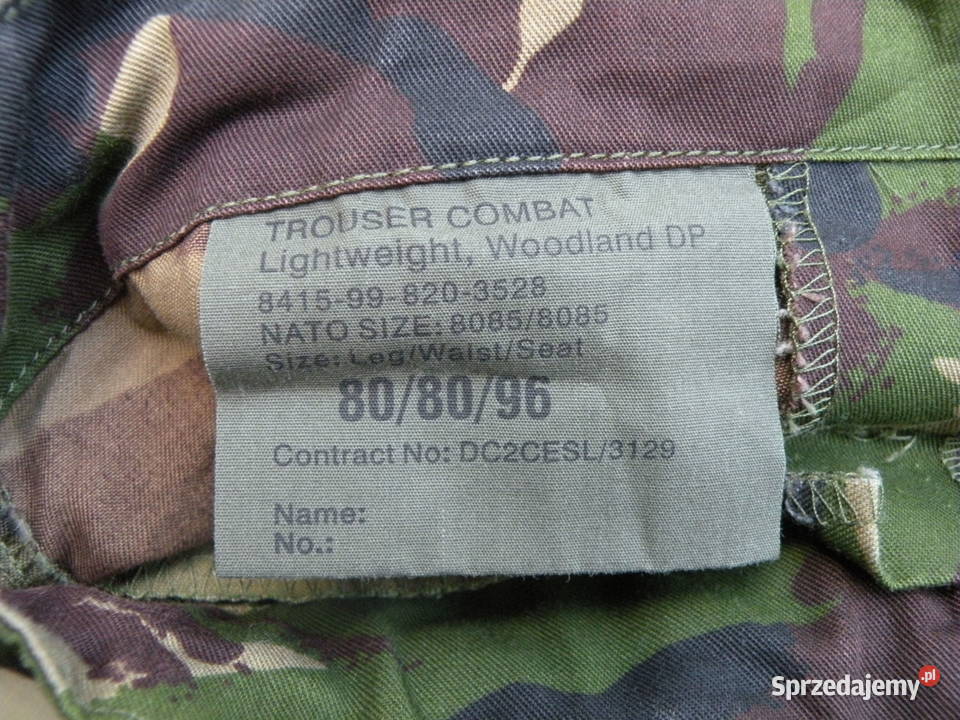 TROUSER COMBAT
Lightweight, Woodland DP
8415-99-820-3528
NATO SIZE: 8085/8085
Size: Leg/Waist/Seat
80/80/96
Contract No: DC2CESL/3129
Name:
No.:
Sprzedajemy.pl